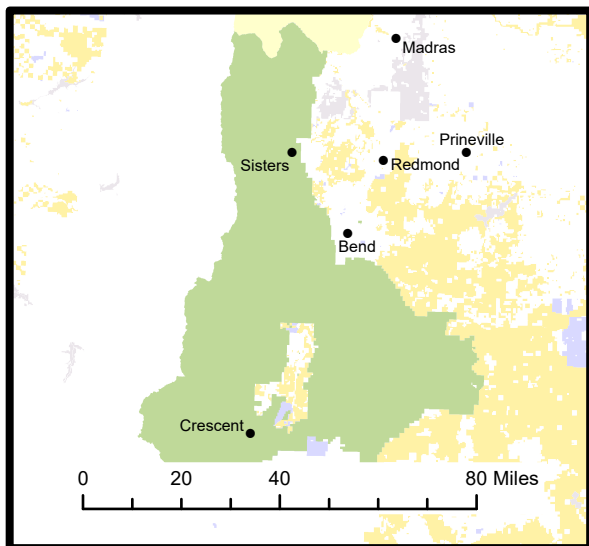 Madras
Prineville
Sisters
Redmond
Bend
Crescent
0 20 40 80 Miles